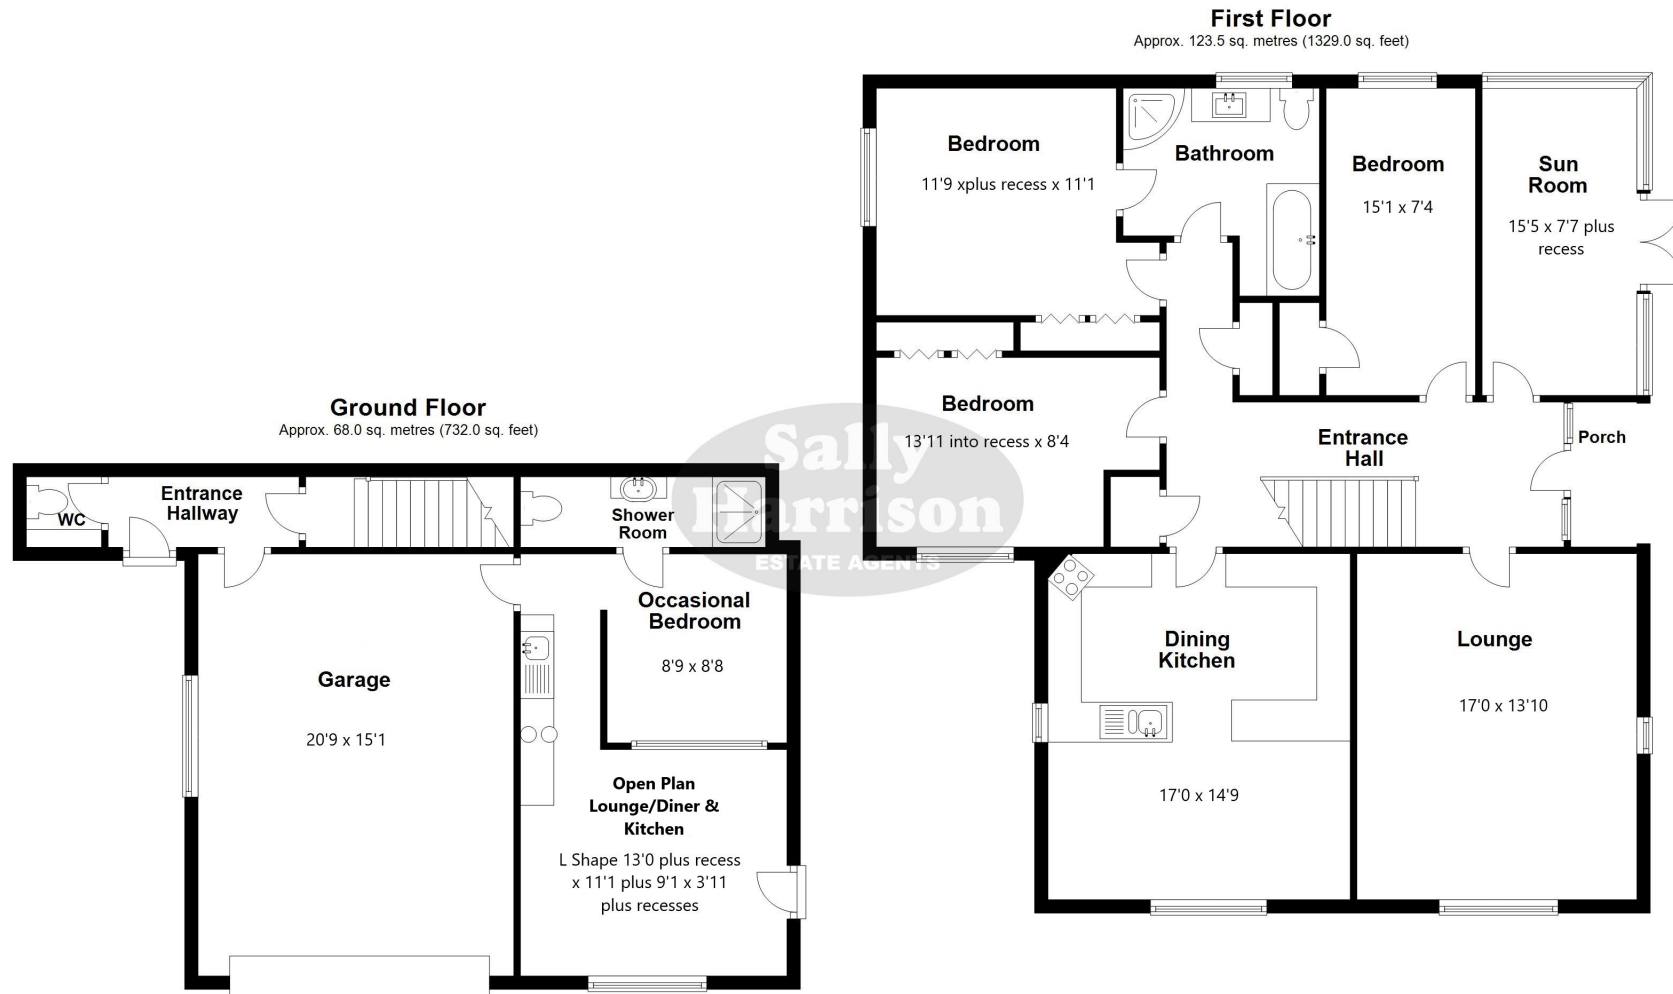 First Floor
Approx. 123.5 sq. metres (1329.0 sq. feet)
Bedroom
11'9 xplus recess x 11'1
Bathroom
Bedroom
15'1 x 7'4
Sun
Room
15'5 x 7'7 plus
recess
Bedroom
13'11 into recess x 8'4
Entrance
Hall
Porch
Dining
Kitchen
17'0 x 14'9
Lounge
17'0 x 13'10
Ground Floor
Approx. 68.0 sq. metres (732.0 sq. feet)
WC
Entrance
Hallway
Shower
Room
Garage
20'9 x 15'1
Occasional
Bedroom
8'9 x 8'8
Open Plan
Lounge/Diner &
Kitchen
L Shape 13'0 plus recess
x 11'1 plus 9'1 x 3'11
plus recesses
Sally
Harrison
ESTATE AGENTS